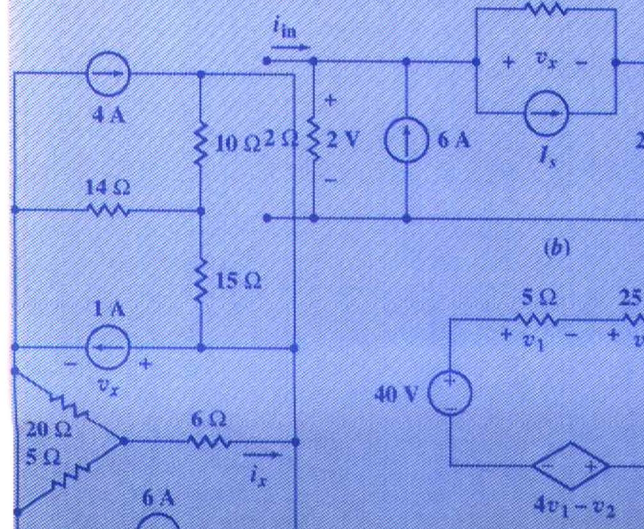 i_in
+ v_x −
4 A
10 Ω
2 Ω
+
2 V
−
6 A
I_s
2
14 Ω
(b)
15 Ω
1 A
− v_x +
5 Ω
25
+ v_1 − + v
40 V
+
−
20 Ω
5 Ω
6 Ω
i_x
− +
4v_1 − v_2
6 A